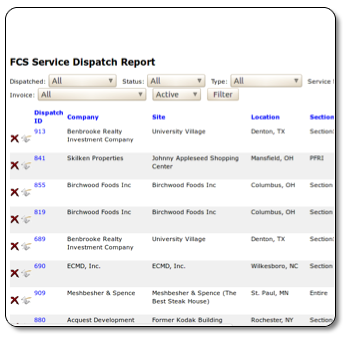 FCS Service Dispatch Report
Dispatched: All Status: All Type: All Service
Invoice: All Active Filter
Dispatch ID Company Site Location Section
913 Benbrooke Realty Investment Company University Village Denton, TX Section
841 Skilken Properties Johnny Appleseed Shopping Center Mansfield, OH PFRI
855 Birchwood Foods Inc Birchwood Foods Inc Columbus, OH Section
819 Birchwood Foods Inc Birchwood Foods Inc Columbus, OH Section
689 Benbrooke Realty Investment Company University Village Denton, TX Section
690 ECMD, Inc. ECMD, Inc. Wilkesboro, NC Section
909 Meshbesher & Spence Meshbesher & Spence (The Best Steak House) St. Paul, MN Entire
880 Acquest Development Former Kodak Building Rochester, NY Section